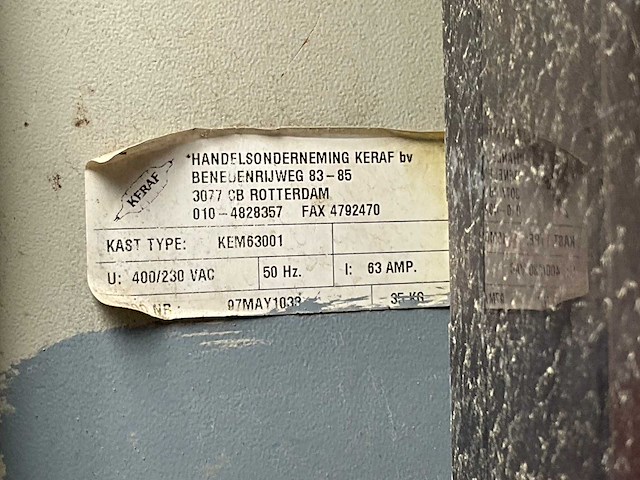 KERAF
*HANDELSONDERNEMING KERAF bv
BENEDENRIJWEG 83-85
3077 CB ROTTERDAM
010-4828357 FAX 4792470
KAST TYPE: KEM63001
U: 400/230 VAC 50 Hz. I: 63 AMP.
NR: 97MAY1033 35 KG